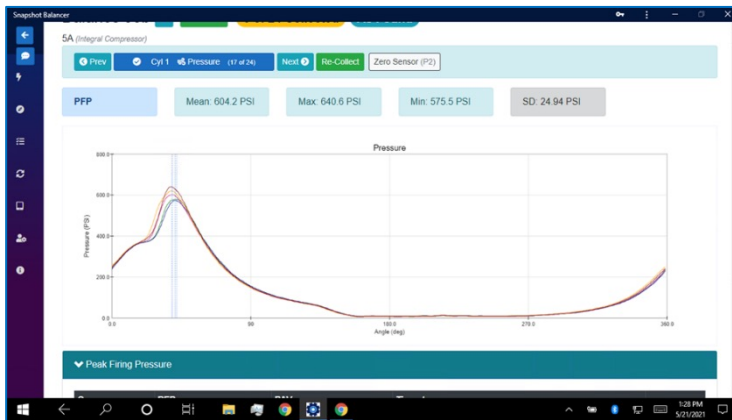 Snapshot Balancer
5A (Integral Compressor)
Prev
Cyl 1 Pressure (17 of 24)
Next
Re-Collect
Zero Sensor (P2)
PFP
Mean: 604.2 PSI
Max: 640.6 PSI
Min: 575.5 PSI
SD: 24.94 PSI
Pressure
800.0
600.0
400.0
200.0
0.0
Pressure (PSI)
0.0
90
180.0
270.0
360.0
Angle (deg)
Peak Firing Pressure
1:28 PM
5/21/2021